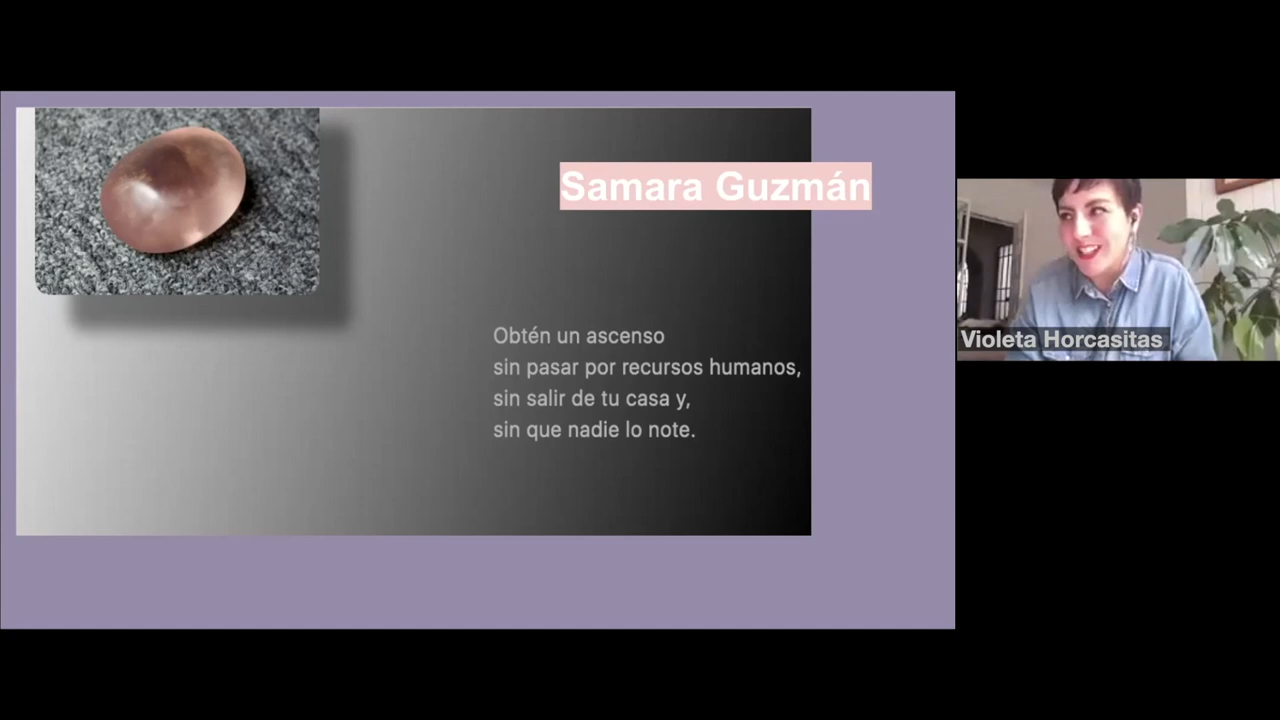 Samara Guzmán
Obtén un ascenso
sin pasar por recursos humanos,
sin salir de tu casa y,
sin que nadie lo note.
Violeta Horcasitas